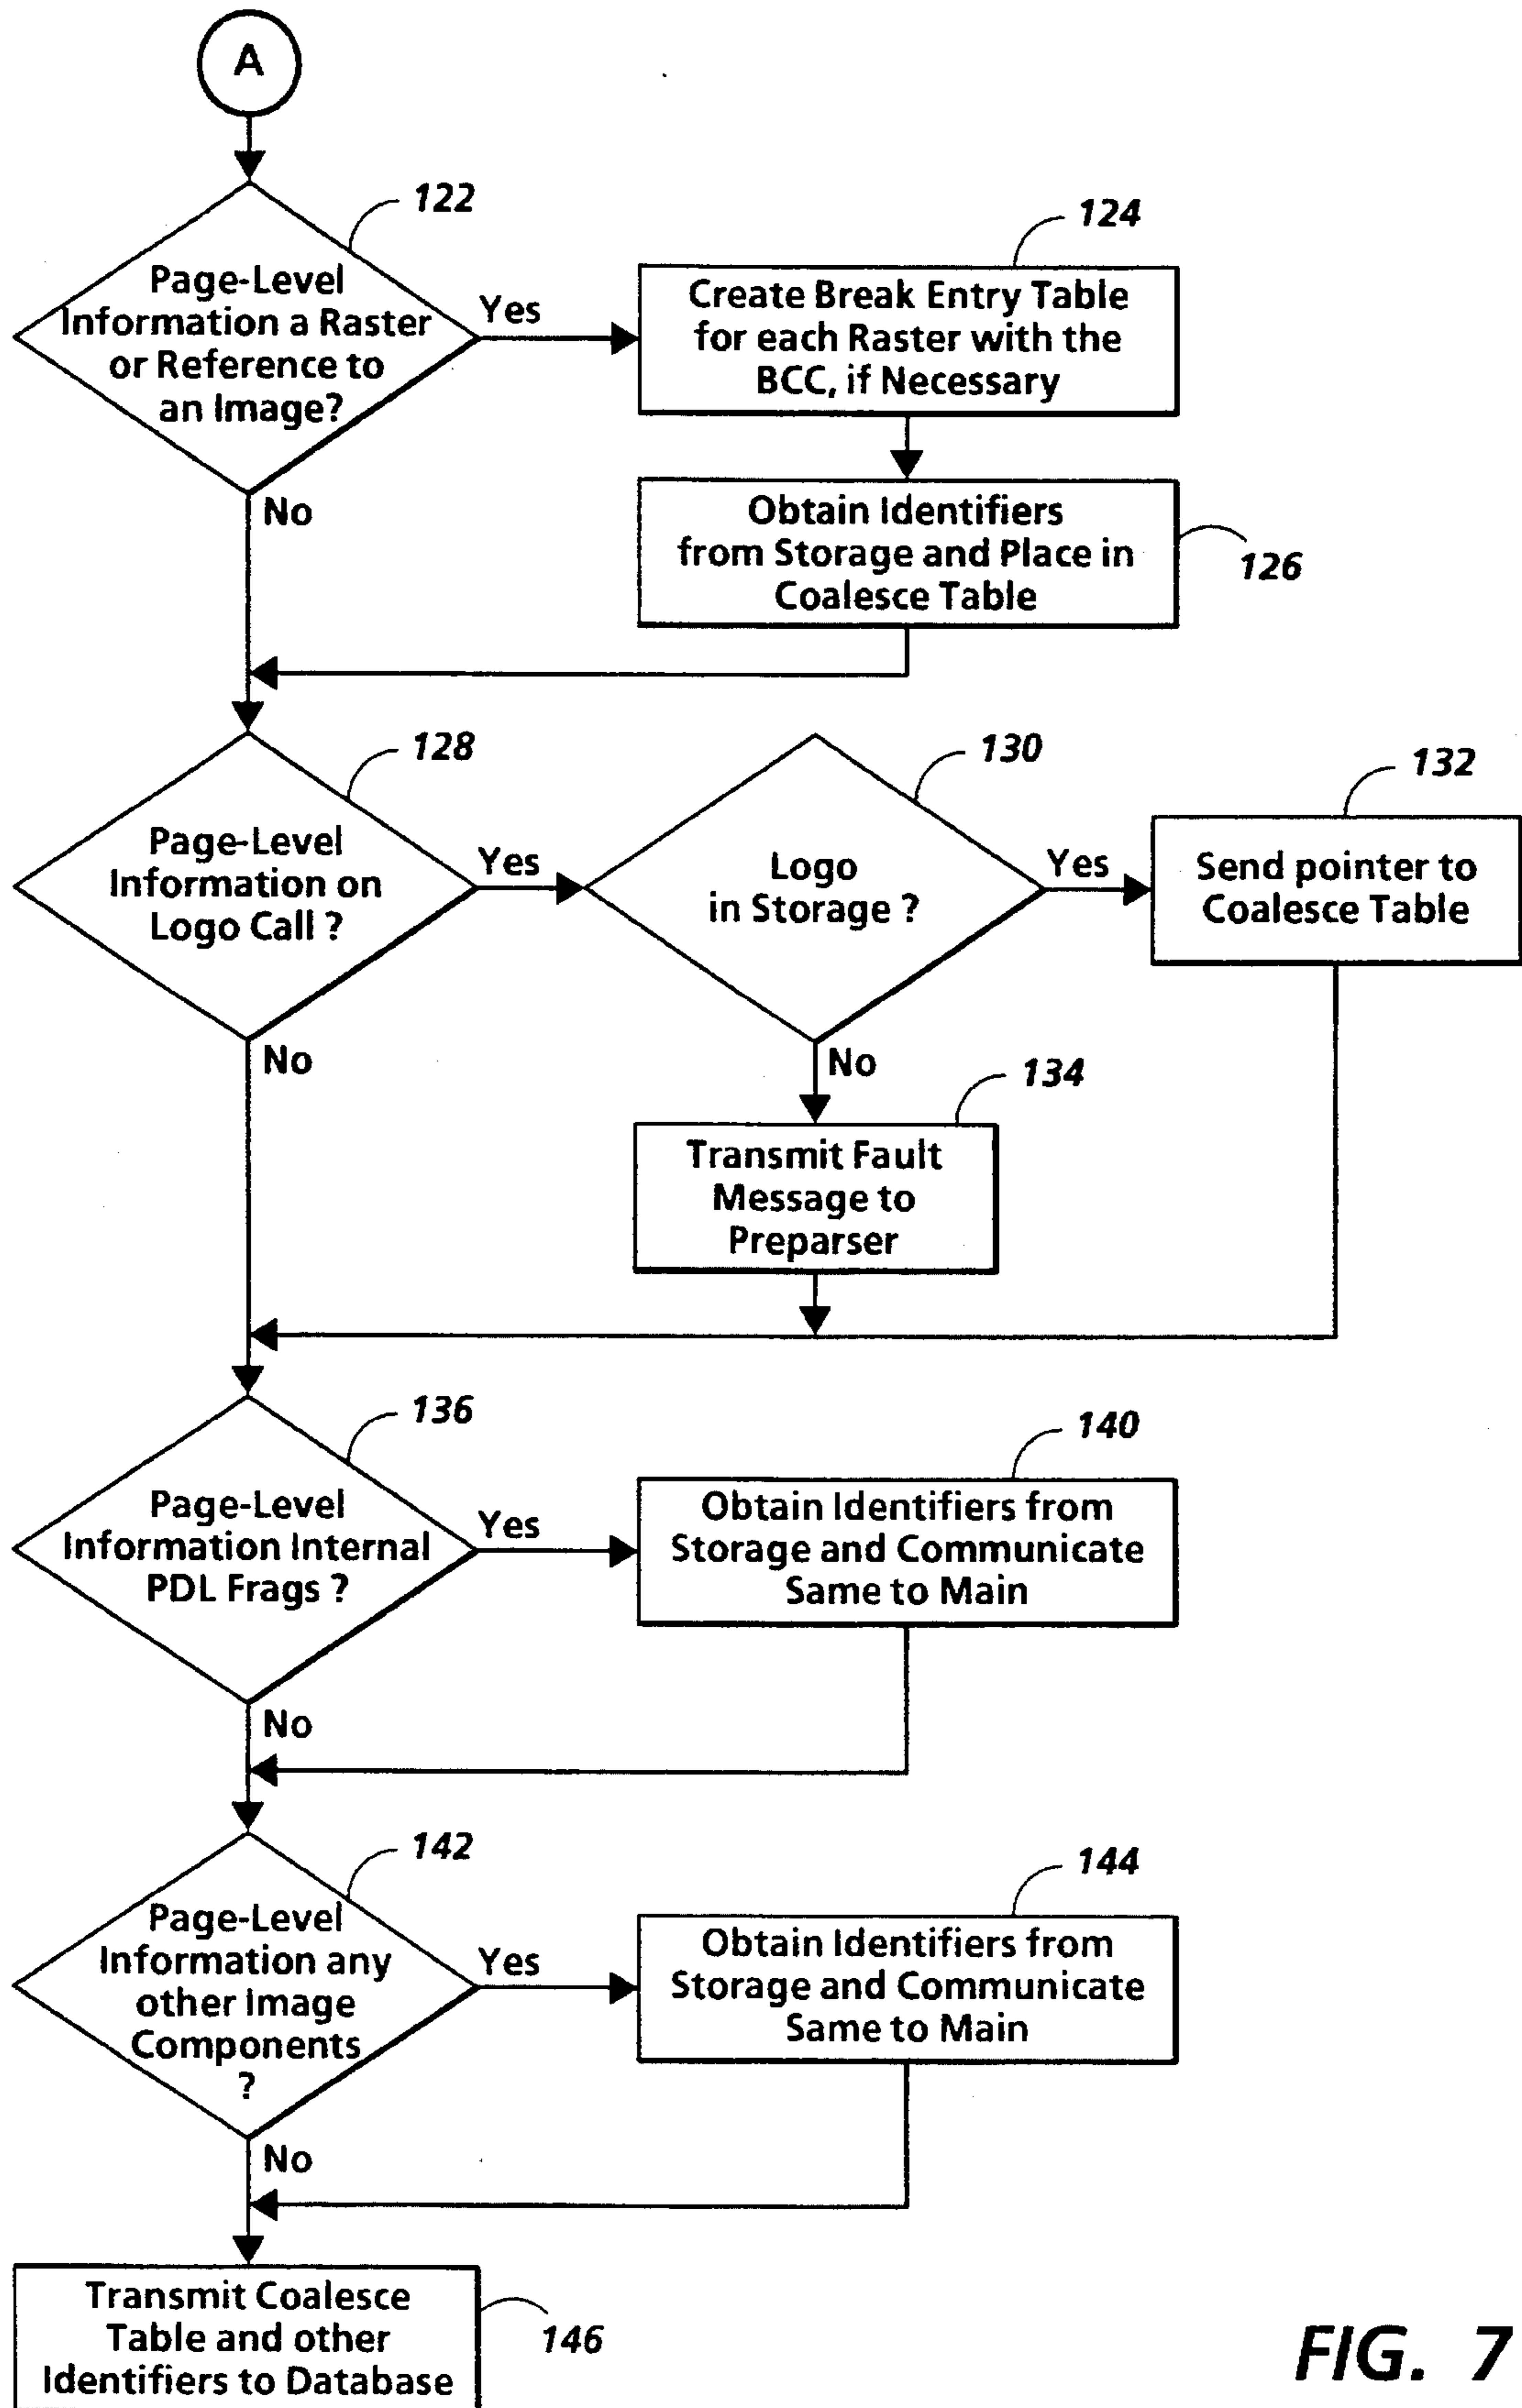 A
122
Page-Level
Information a Raster
or Reference to
an Image?
Yes
No
124
Create Break Entry Table
for each Raster with the
BCC, if Necessary
Obtain Identifiers
from Storage and Place in
Coalesce Table
126
128
Page-Level
Information on
Logo Call ?
Yes
No
130
Logo
in Storage ?
Yes
No
132
Send pointer to
Coalesce Table
134
Transmit Fault
Message to
Preparser
136
Page-Level
Information Internal
PDL Frags ?
Yes
No
140
Obtain Identifiers from
Storage and Communicate
Same to Main
142
Page-Level
Information any
other Image
Components
?
Yes
No
144
Obtain Identifiers from
Storage and Communicate
Same to Main
Transmit Coalesce
Table and other
Identifiers to Database
146
FIG. 7